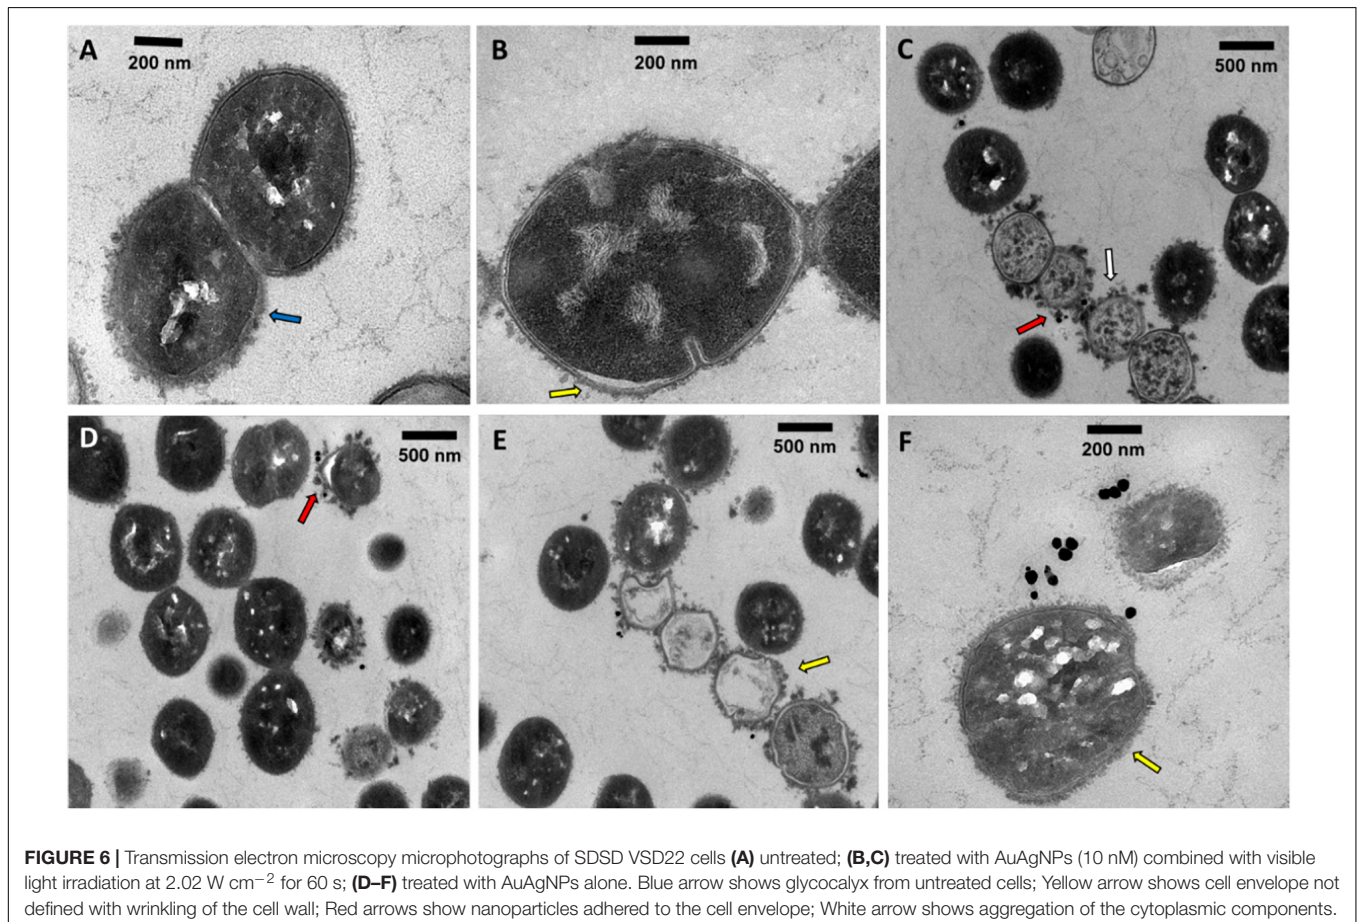 A
200 nm
B
200 nm
C
500 nm
D
500 nm
E
500 nm
F
200 nm
FIGURE 6 | Transmission electron microscopy microphotographs of SDSD VSD22 cells (A) untreated; (B,C) treated with AuAgNPs (10 nM) combined with visible
light irradiation at 2.02 W cm−2 for 60 s; (D–F) treated with AuAgNPs alone. Blue arrow shows glycocalyx from untreated cells; Yellow arrow shows cell envelope not
defined with wrinkling of the cell wall; Red arrows show nanoparticles adhered to the cell envelope; White arrow shows aggregation of the cytoplasmic components.